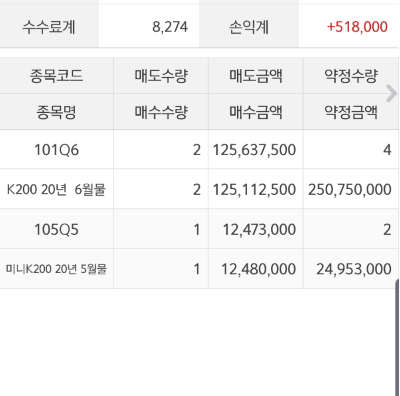 수수료계 8,274 손익계 +518,000
종목코드 매도수량 매도금액 약정수량
종목명 매수수량 매수금액 약정금액
101Q6 2 125,637,500 4
K200 20년 6월물 2 125,112,500 250,750,000
105Q5 1 12,473,000 2
미니K200 20년 5월물 1 12,480,000 24,953,000